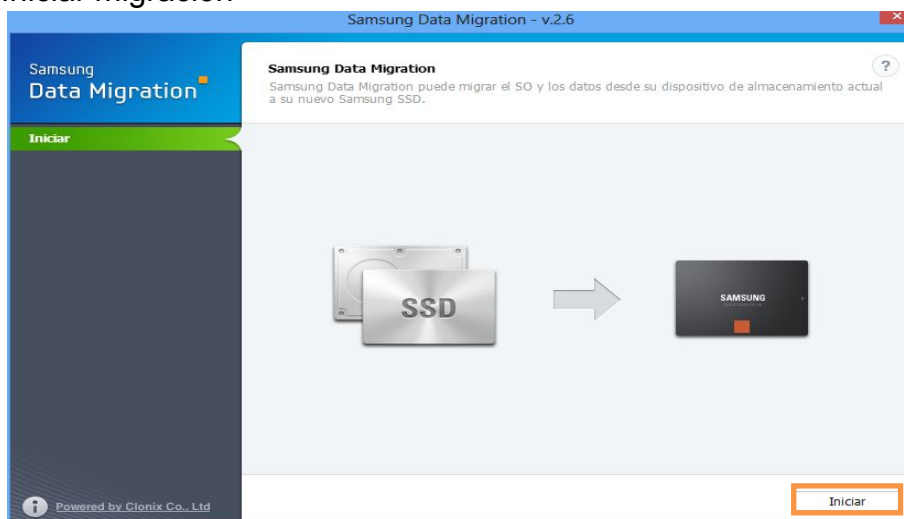 Iniciar migración
Samsung Data Migration - v.2.6
Samsung
Data Migration
Samsung Data Migration
?
Samsung Data Migration puede migrar el SO y los datos desde su dispositivo de almacenamiento actual
a su nuevo Samsung SSD.
Iniciar
SSD
SAMSUNG
Powered by Clonix Co., Ltd
Iniciar